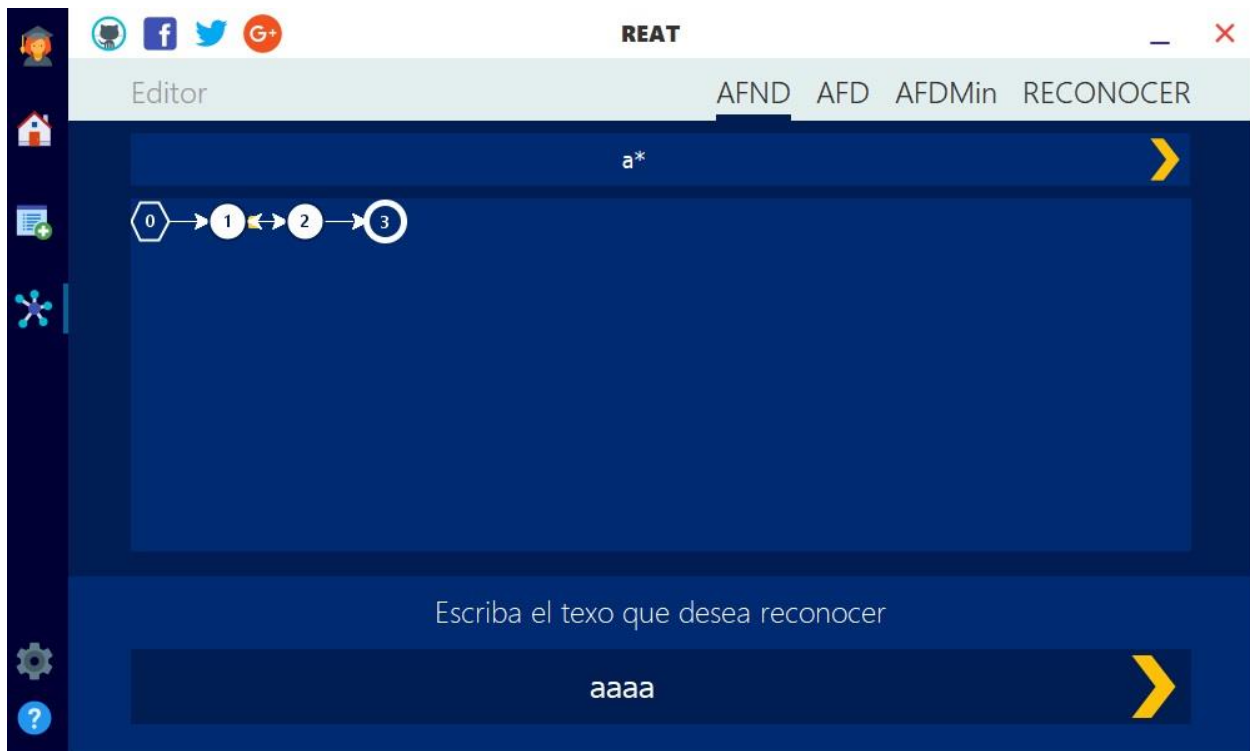 f G+ REAT
Editor AFND AFD AFDMin RECONOCER
a*
0 1 2 3
Escriba el texo que desea reconocer
aaaa
?